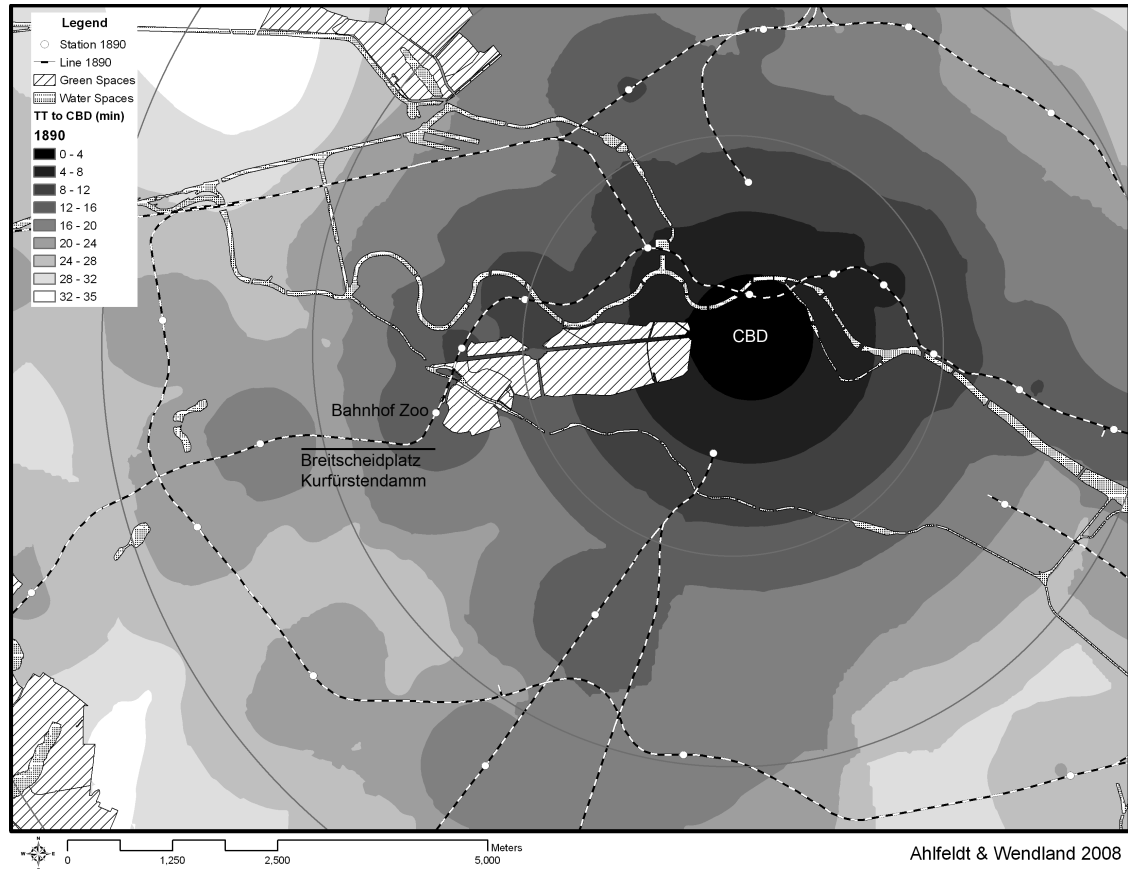 Legend
Station 1890
Line 1890
Green Spaces
Water Spaces
TT to CBD (min)
1890
0 - 4
4 - 8
8 - 12
12 - 16
16 - 20
20 - 24
24 - 28
28 - 32
32 - 35
CBD
Bahnhof Zoo
Breitscheidplatz
Kurfürstendamm
N
W E
S
Meters
0 1,250 2,500 5,000
Ahlfeldt & Wendland 2008